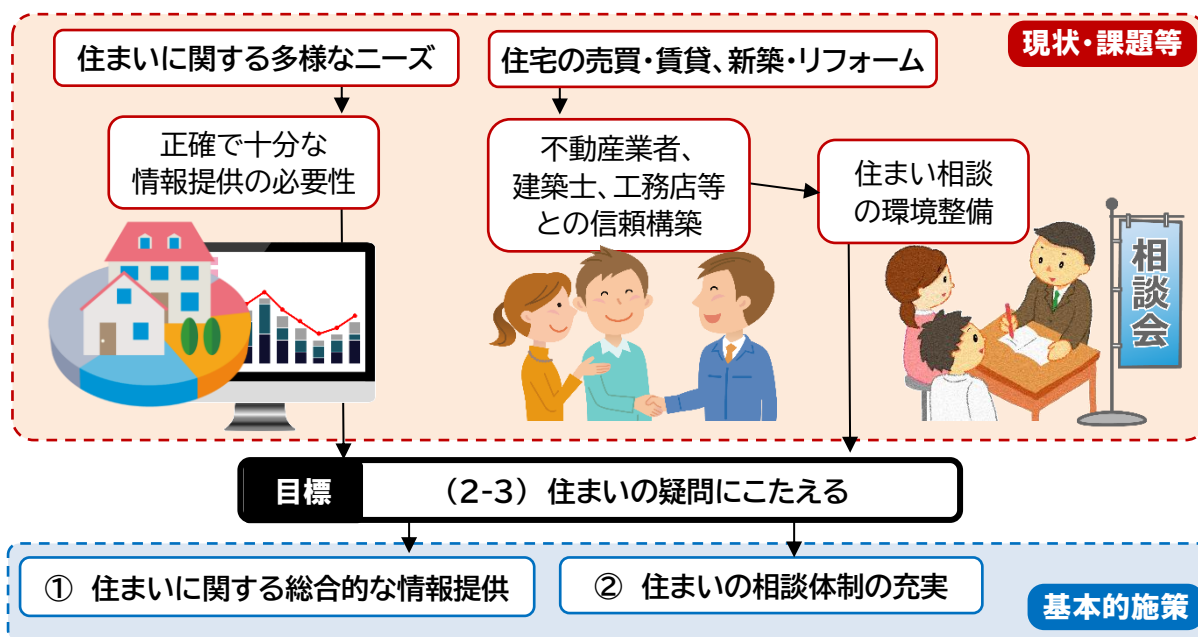 現状・課題等
住まいに関する多様なニーズ
住宅の売買・賃貸、新築・リフォーム
正確で十分な
情報提供の必要性
不動産業者、
建築士、工務店等
との信頼構築
住まい相談
の環境整備
相談会
目標
（2-3）住まいの疑問にこたえる
① 住まいに関する総合的な情報提供
② 住まいの相談体制の充実
基本的施策